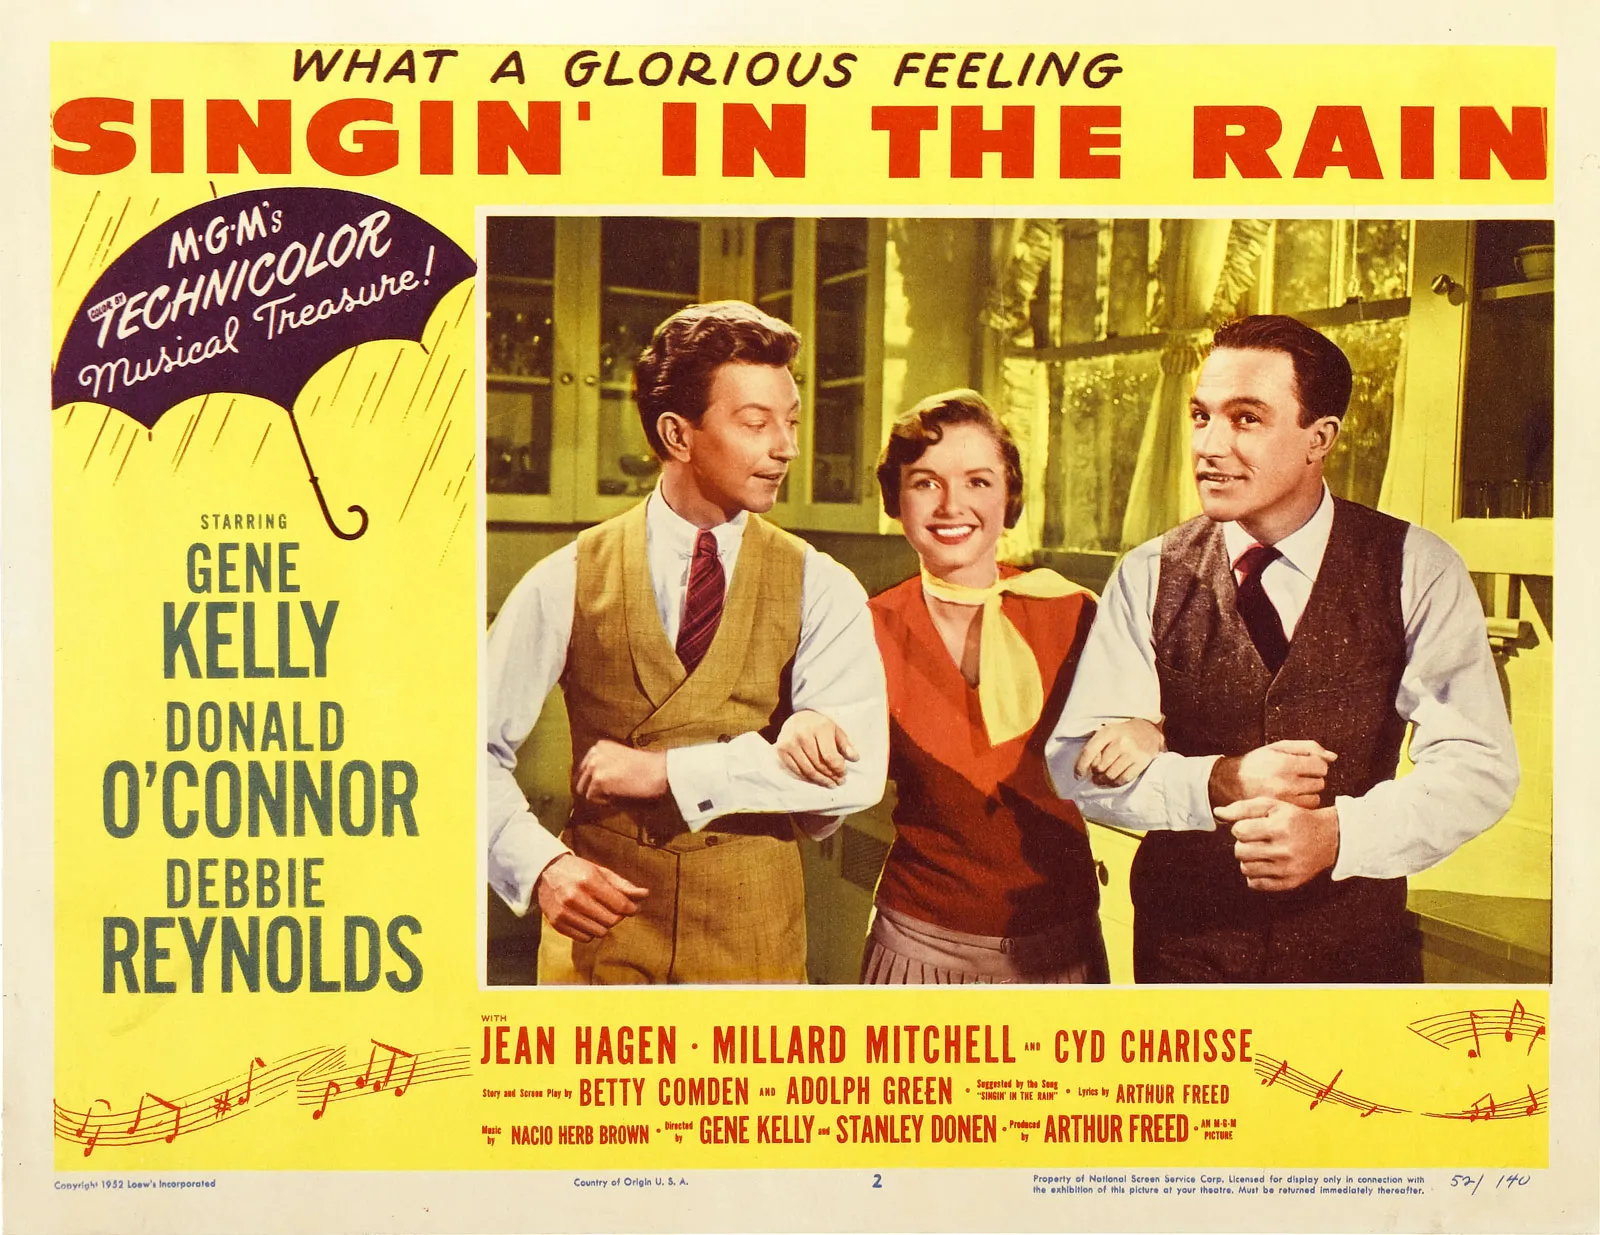 WHAT A GLORIOUS FEELING
SINGIN' IN THE RAIN
M·G·M's
COLOR BY
TECHNICOLOR
Musical Treasure!
STARRING
GENE
KELLY
DONALD
O'CONNOR
DEBBIE
REYNOLDS
WITH
JEAN HAGEN · MILLARD MITCHELL AND CYD CHARISSE
Story and Screen Play by BETTY COMDEN AND ADOLPH GREEN · Suggested by the Song "SINGIN' IN THE RAIN" · Lyrics by ARTHUR FREED
Music by NACIO HERB BROWN · Directed by GENE KELLY and STANLEY DONEN · Produced by ARTHUR FREED · AN M-G-M PICTURE
Copyright 1952 Loew's Incorporated
Country of Origin U. S. A.
2
Property of National Screen Service Corp. Licensed for display only in connection with
the exhibition of this picture at your theatre. Must be returned immediately thereafter.
52/140